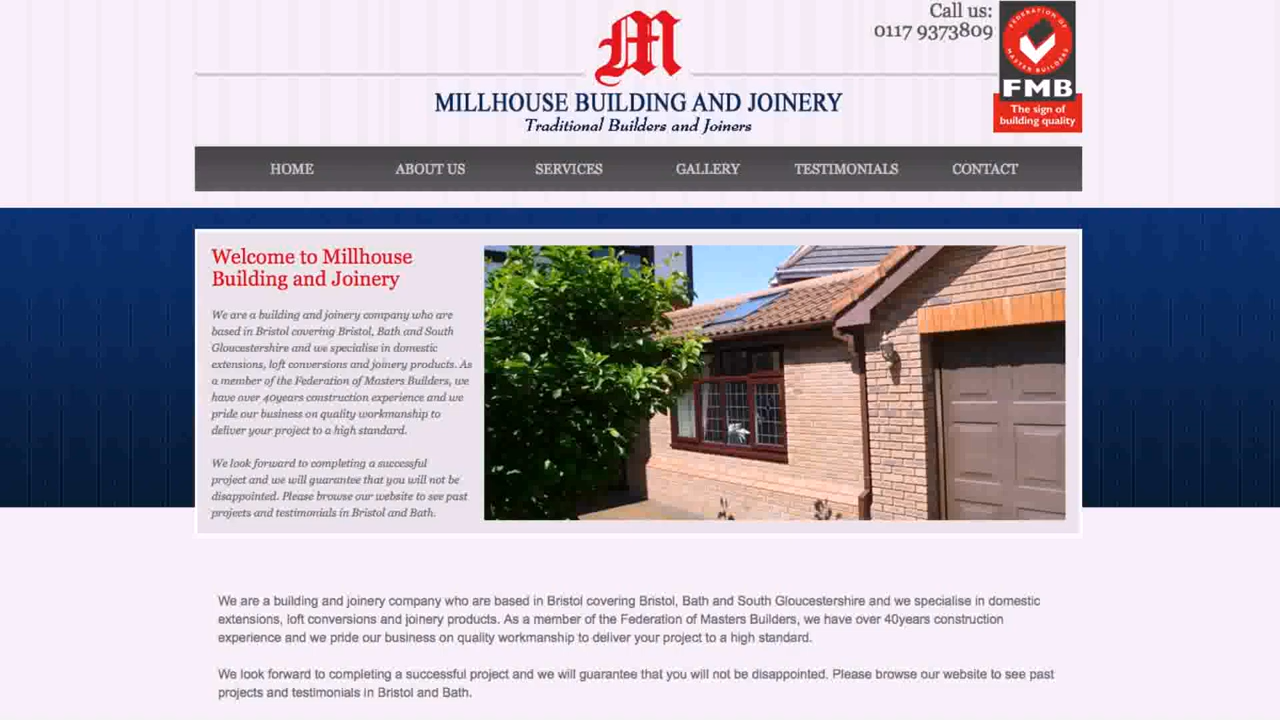 Call us:
0117 9373809
M
FEDERATION OF
MASTER BUILDERS
FMB
The sign of
building quality
MILLHOUSE BUILDING AND JOINERY
Traditional Builders and Joiners
HOME ABOUT US SERVICES GALLERY TESTIMONIALS CONTACT
Welcome to Millhouse
Building and Joinery
We are a building and joinery company who are
based in Bristol covering Bristol, Bath and South
Gloucestershire and we specialise in domestic
extensions, loft conversions and joinery products. As
a member of the Federation of Masters Builders, we
have over 40years construction experience and we
pride our business on quality workmanship to
deliver your project to a high standard.
We look forward to completing a successful
project and we will guarantee that you will not be
disappointed. Please browse our website to see past
projects and testimonials in Bristol and Bath.
We are a building and joinery company who are based in Bristol covering Bristol, Bath and South Gloucestershire and we specialise in domestic
extensions, loft conversions and joinery products. As a member of the Federation of Masters Builders, we have over 40years construction
experience and we pride our business on quality workmanship to deliver your project to a high standard.
We look forward to completing a successful project and we will guarantee that you will not be disappointed. Please browse our website to see past
projects and testimonials in Bristol and Bath.